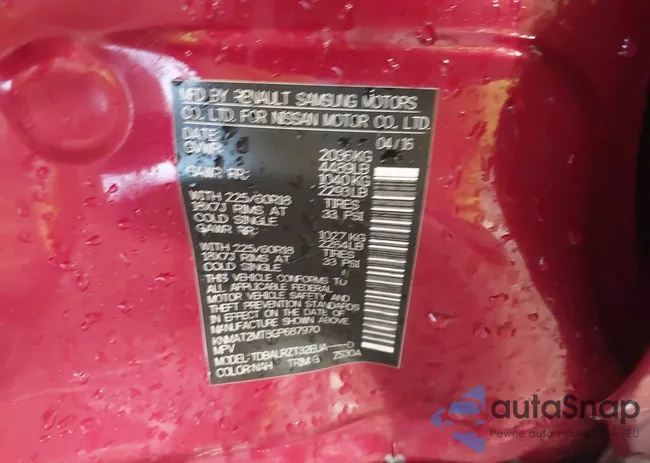 MFD BY RENAULT SAMSUNG MOTORS
CO. LTD. FOR NISSAN MOTOR CO. LTD.
DATE: 04/16
GVWR: 2036KG
4489LB
GAWR FR: 1040KG
2293LB
WITH 225/60R18 TIRES
18X7J RIMS AT 33 PSI
COLD SINGLE
GAWR RR: 1027KG
2264LB
WITH 225/60R18 TIRES
18X7J RIMS AT 33 PSI
COLD SINGLE
THIS VEHICLE CONFORMS TO
ALL APPLICABLE FEDERAL
MOTOR VEHICLE SAFETY AND
THEFT PREVENTION STANDARDS
IN EFFECT ON THE DATE OF
MANUFACTURE SHOWN ABOVE.
KNMAT2MT3GP687970
MPV
MODEL: TDBALRZT32EUA----D
COLOR:NAH TRIM:G ZS30A
autaSnap
Pewne auta